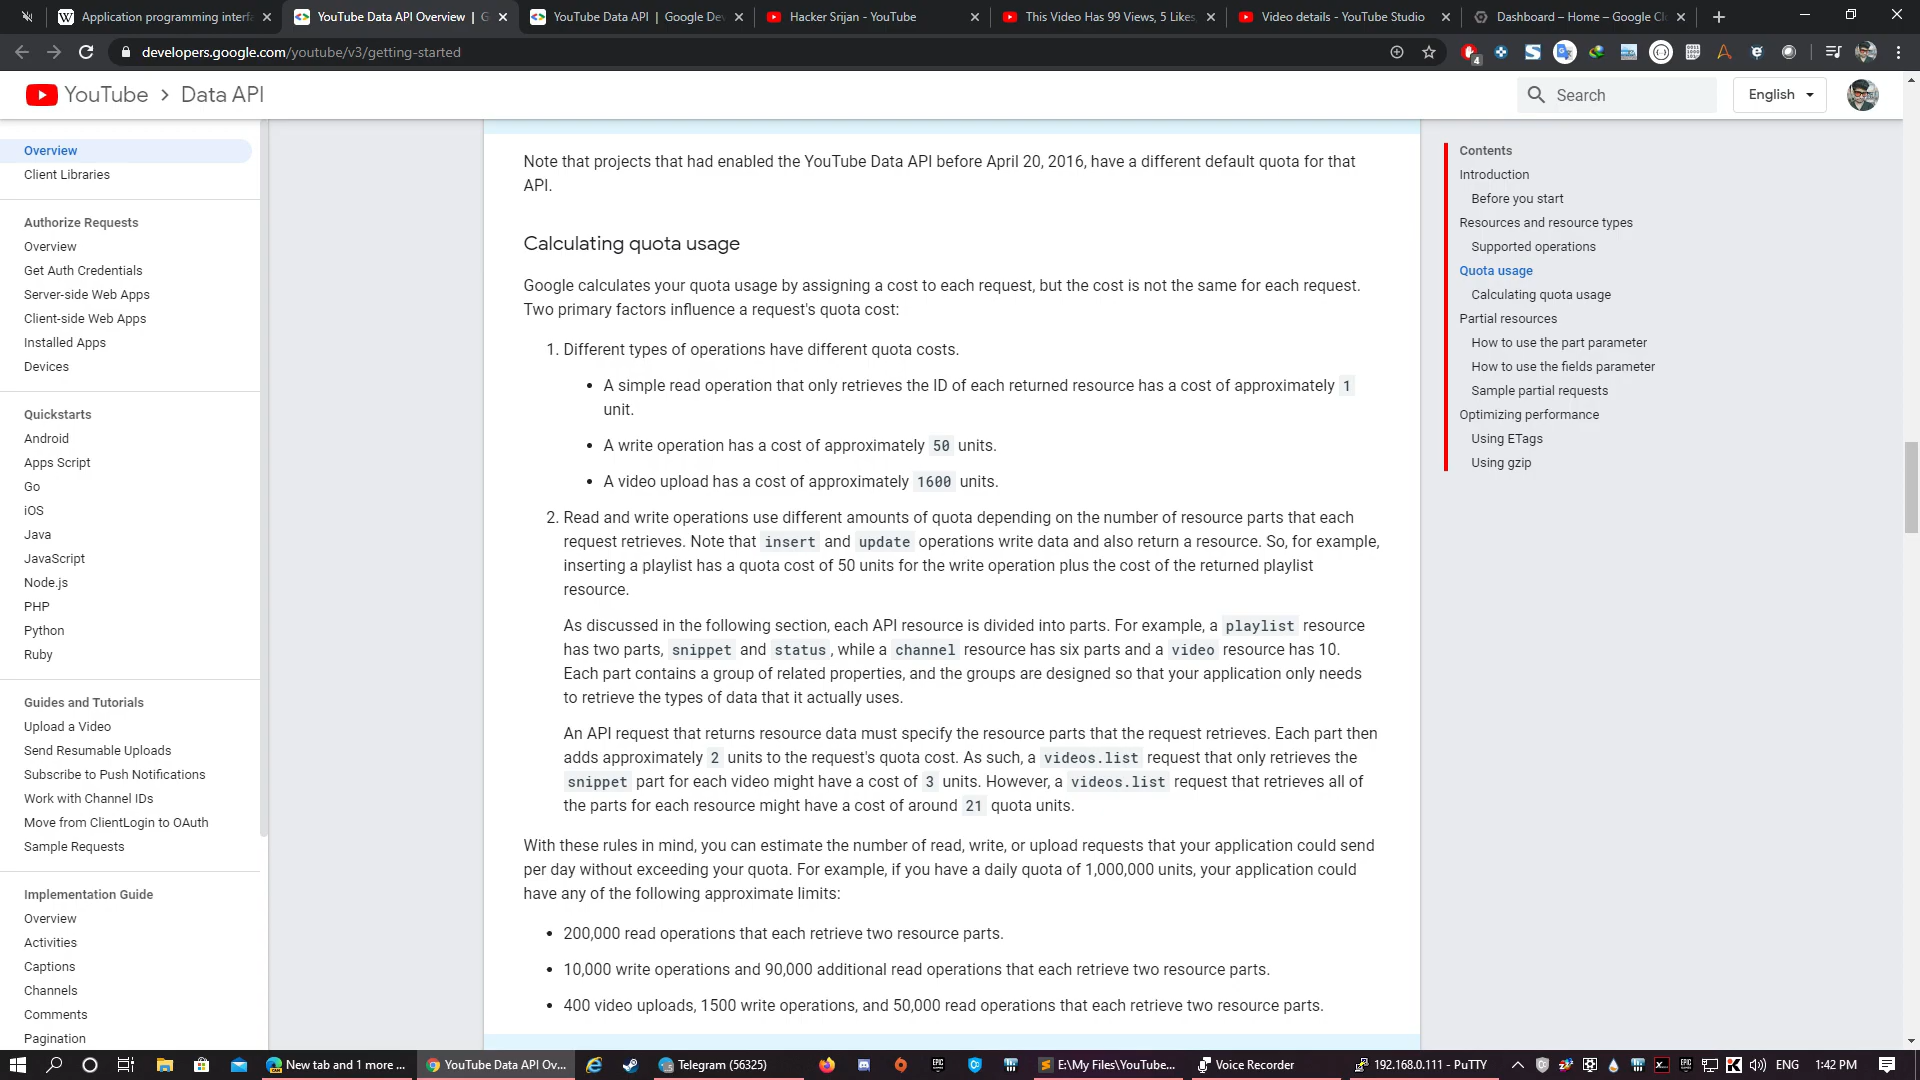 Application programming interfa
YouTube Data API Overview | G
YouTube Data API | Google Dev
Hacker Srijan - YouTube
This Video Has 99 Views, 5 Likes,
Video details - YouTube Studio
Dashboard – Home – Google Cl
developers.google.com/youtube/v3/getting-started
4
YouTube > Data API
Search
English
Overview
Client Libraries
Authorize Requests
Overview
Get Auth Credentials
Server-side Web Apps
Client-side Web Apps
Installed Apps
Devices
Quickstarts
Android
Apps Script
Go
iOS
Java
JavaScript
Node.js
PHP
Python
Ruby
Guides and Tutorials
Upload a Video
Send Resumable Uploads
Subscribe to Push Notifications
Work with Channel IDs
Move from ClientLogin to OAuth
Sample Requests
Implementation Guide
Overview
Activities
Captions
Channels
Comments
Pagination
Note that projects that had enabled the YouTube Data API before April 20, 2016, have a different default quota for that
API.
Calculating quota usage
Google calculates your quota usage by assigning a cost to each request, but the cost is not the same for each request.
Two primary factors influence a request's quota cost:
1. Different types of operations have different quota costs.
• A simple read operation that only retrieves the ID of each returned resource has a cost of approximately 1
unit.
• A write operation has a cost of approximately 50 units.
• A video upload has a cost of approximately 1600 units.
2. Read and write operations use different amounts of quota depending on the number of resource parts that each
request retrieves. Note that insert and update operations write data and also return a resource. So, for example,
inserting a playlist has a quota cost of 50 units for the write operation plus the cost of the returned playlist
resource.
As discussed in the following section, each API resource is divided into parts. For example, a playlist resource
has two parts, snippet and status, while a channel resource has six parts and a video resource has 10.
Each part contains a group of related properties, and the groups are designed so that your application only needs
to retrieve the types of data that it actually uses.
An API request that returns resource data must specify the resource parts that the request retrieves. Each part then
adds approximately 2 units to the request's quota cost. As such, a videos.list request that only retrieves the
snippet part for each video might have a cost of 3 units. However, a videos.list request that retrieves all of
the parts for each resource might have a cost of around 21 quota units.
With these rules in mind, you can estimate the number of read, write, or upload requests that your application could send
per day without exceeding your quota. For example, if you have a daily quota of 1,000,000 units, your application could
have any of the following approximate limits:
• 200,000 read operations that each retrieve two resource parts.
• 10,000 write operations and 90,000 additional read operations that each retrieve two resource parts.
• 400 video uploads, 1500 write operations, and 50,000 read operations that each retrieve two resource parts.
Contents
Introduction
Before you start
Resources and resource types
Supported operations
Quota usage
Calculating quota usage
Partial resources
How to use the part parameter
How to use the fields parameter
Sample partial requests
Optimizing performance
Using ETags
Using gzip
New tab and 1 more ...
YouTube Data API Ov...
Telegram (56325)
E:\My Files\YouTube...
Voice Recorder
192.168.0.111 - PuTTY
ENG
1:42 PM